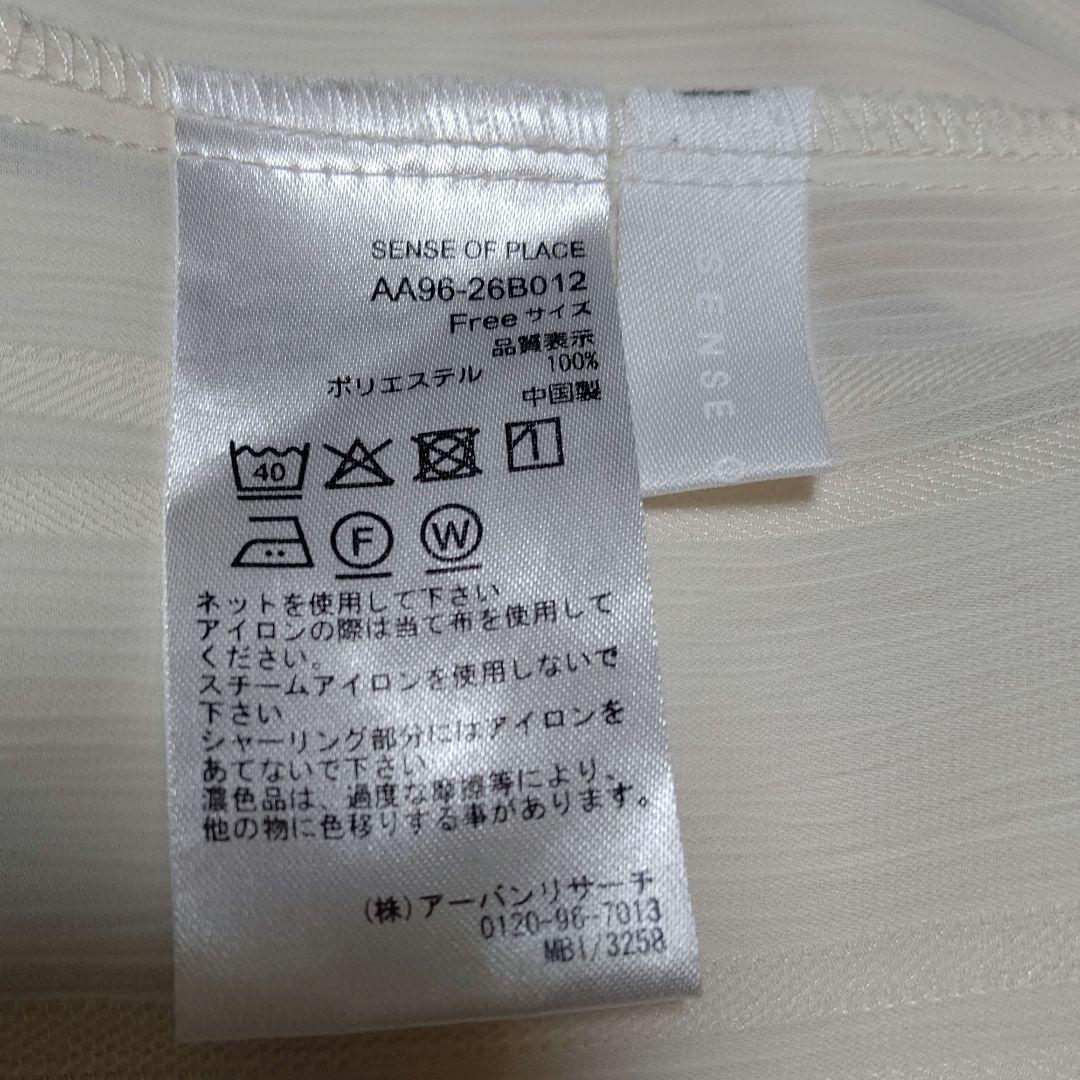 SENSE OF PLACE
AA96-26B012
Free サイズ
品質表示
ポリエステル 100%
中国製
40
1
F W
ネットを使用して下さい
アイロンの際は当て布を使用して
ください。
スチームアイロンを使用しないで
下さい
シャーリング部分にはアイロンを
あてないで下さい
濃色品は、過度な摩擦等により、
他の物に色移りする事があります。
(株)アーバンリサーチ
0120-96-7013
MB1/3258
SENSE